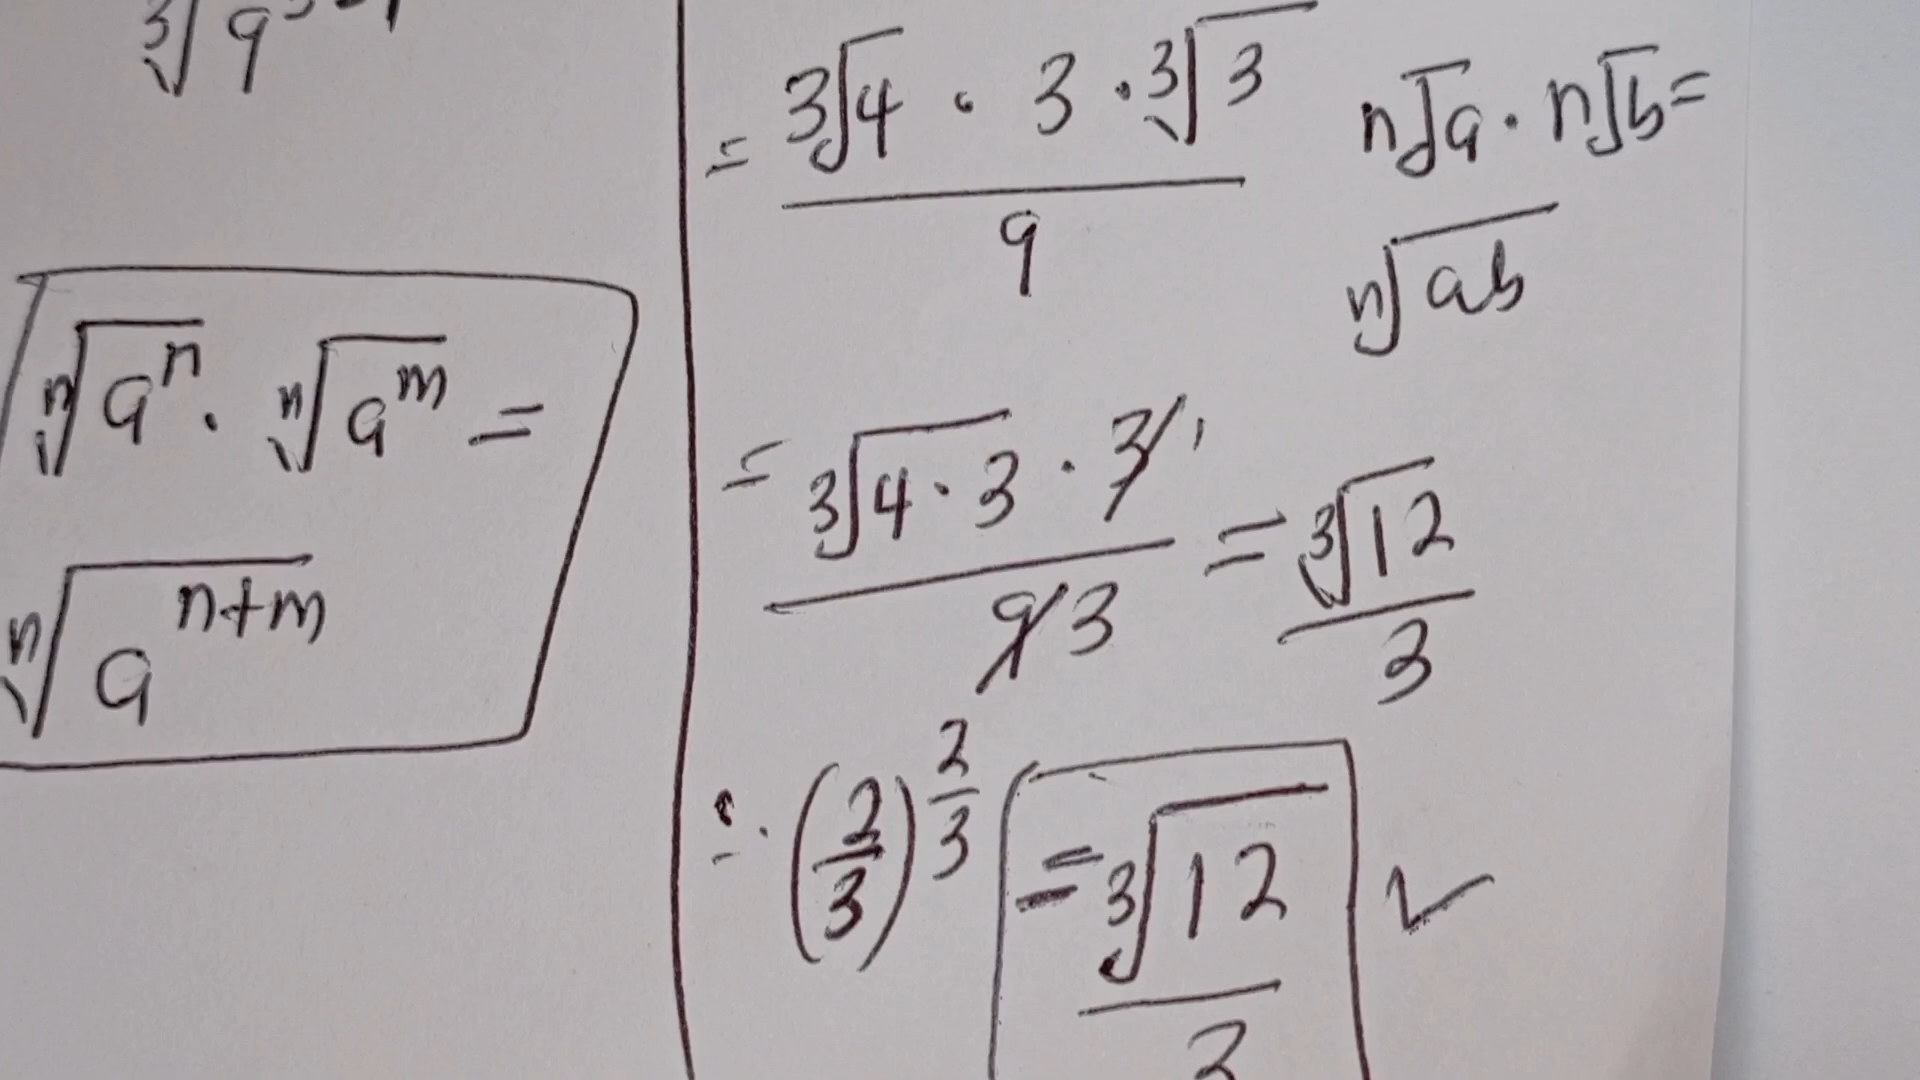 ∛9
ⁿ√aⁿ · ⁿ√aᵐ =
ⁿ√aⁿ⁺ᵐ
= (∛4 · 3 · ∛3)/9
ⁿ√a · ⁿ√b =
ⁿ√ab
= (∛(4·3) · 3 1)/(9 3) = ∛12/3
∴ (2/3)^(2/3) = ∛12/3 ✓